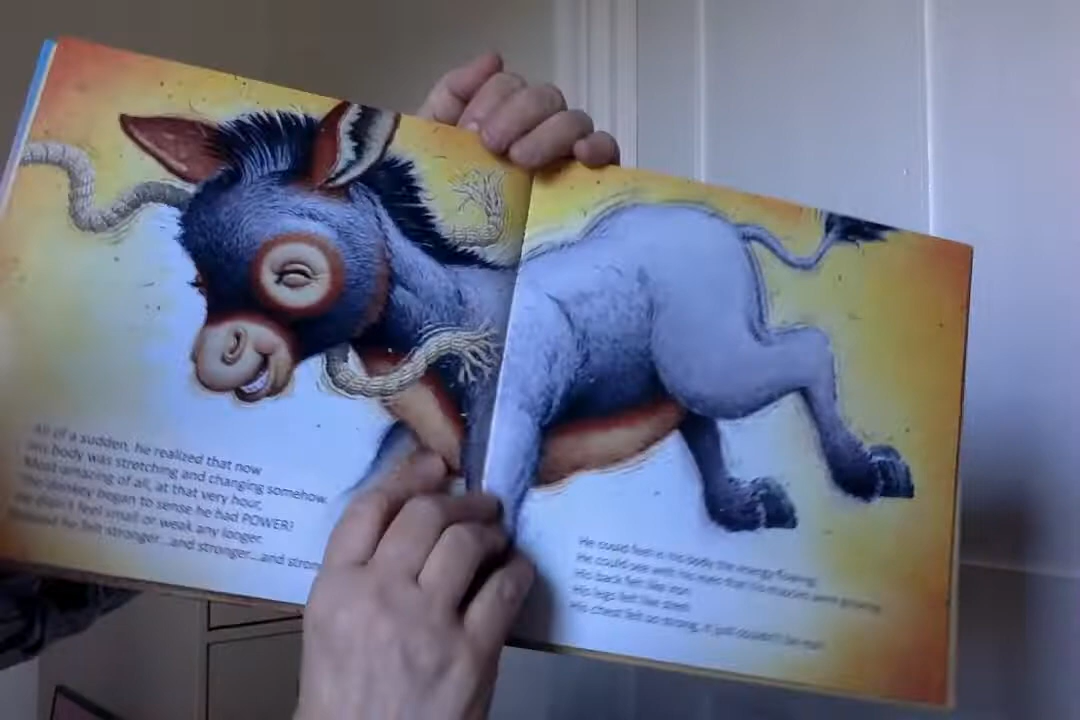 All of a sudden, he realized that now
his body was stretching and changing somehow.
Most amazing of all, at that very hour,
the donkey began to sense he had POWER!
He didn't feel small or weak any longer.
Instead he felt stronger...and stronger...and stron
He could feel in his body the energy flowing.
He could see with his eyes that his muscles were growing.
His back felt like iron.
His legs felt like steel.
His chest felt so strong, it just couldn't be real!